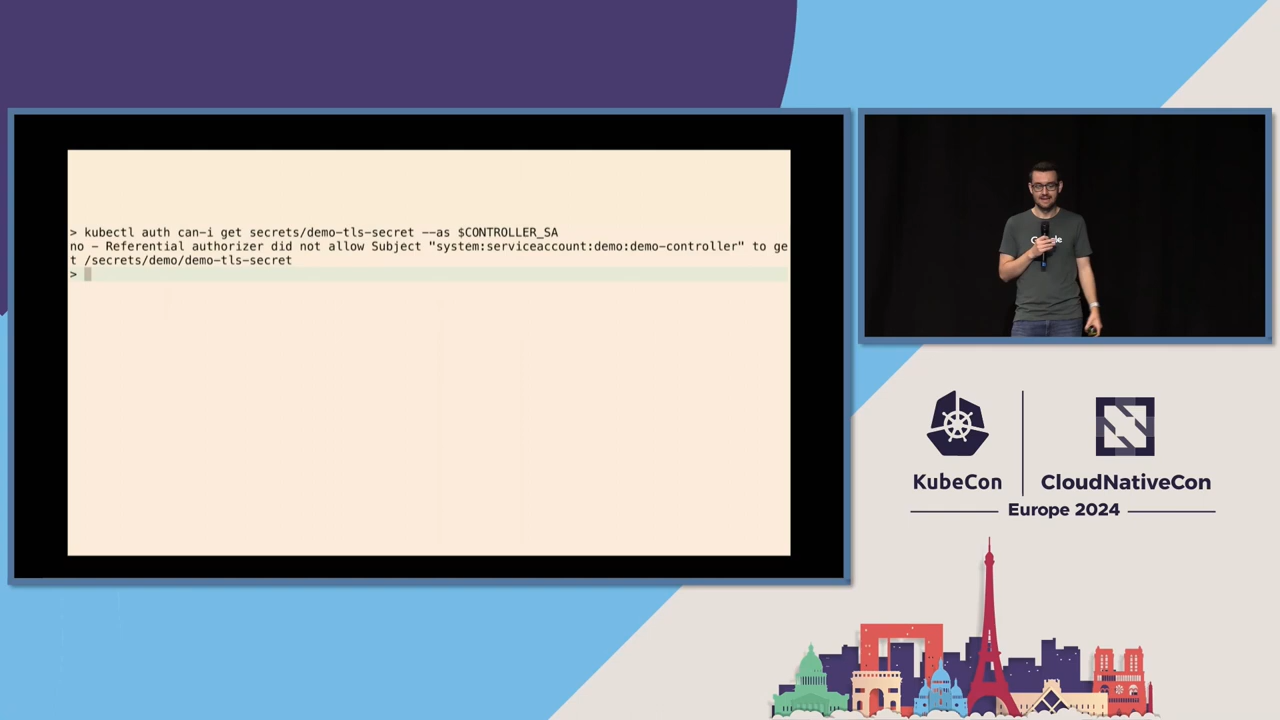 > kubectl auth can-i get secrets/demo-tls-secret --as $CONTROLLER_SA
no - Referential authorizer did not allow Subject "system:serviceaccount:demo:demo-controller" to ge
t /secrets/demo/demo-tls-secret
>
Google
KubeCon
CloudNativeCon
Europe 2024